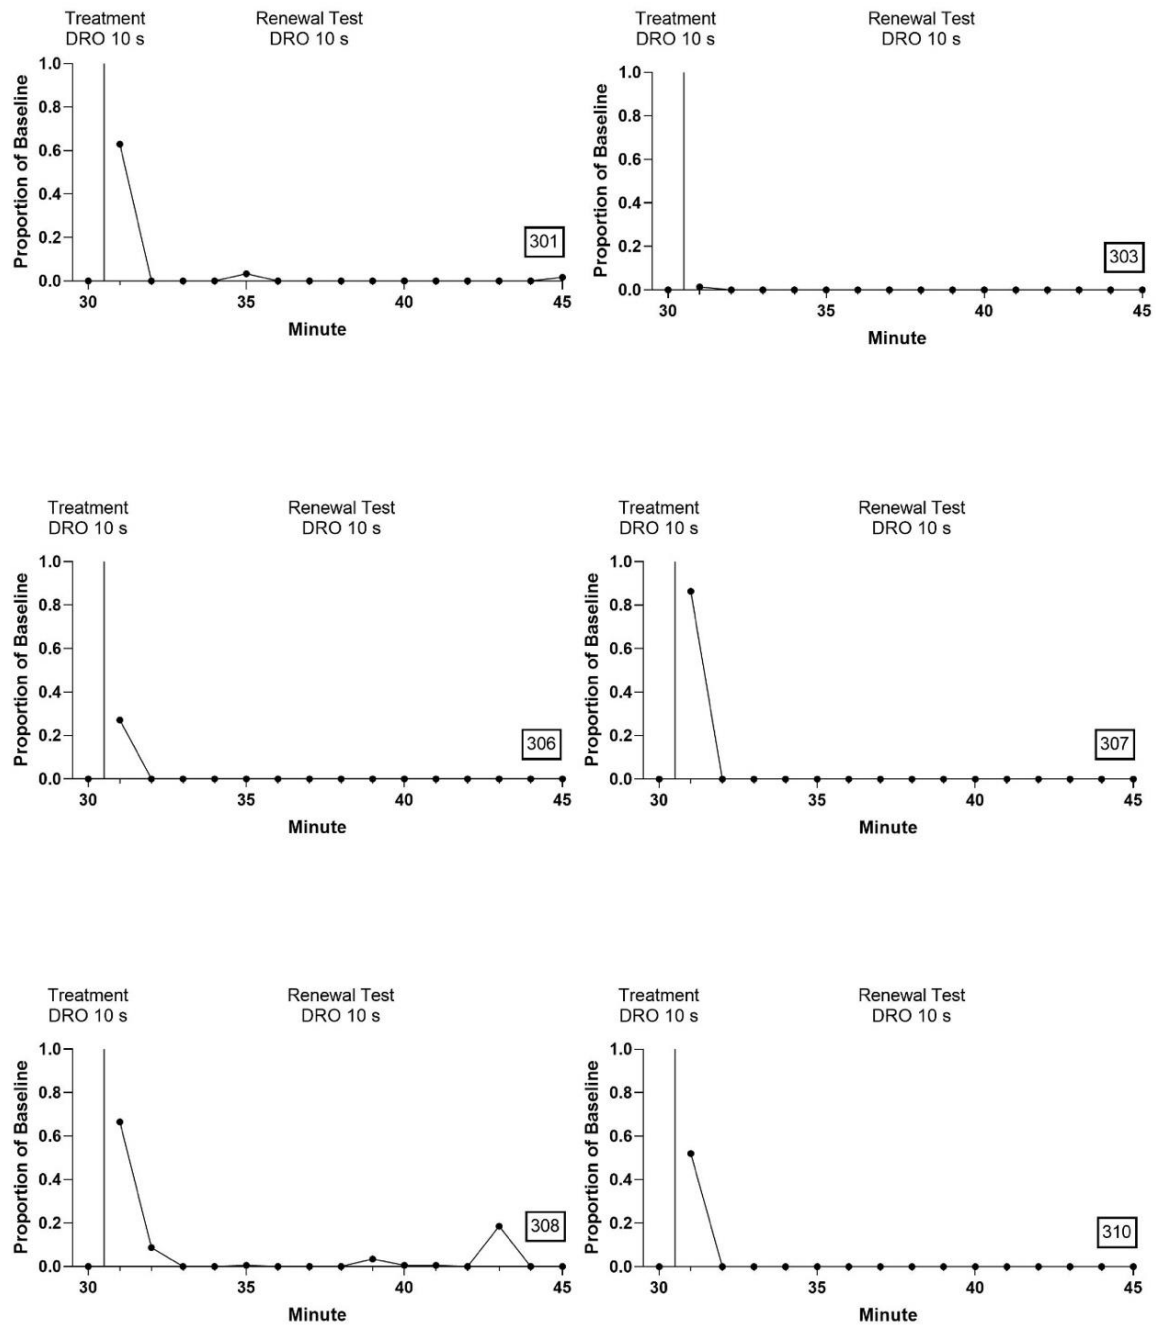 Treatment
DRO 10 s
Renewal Test
DRO 10 s
Proportion of Baseline
1.0
0.8
0.6
0.4
0.2
0.0
301
30 35 40 45
Minute
Treatment
DRO 10 s
Renewal Test
DRO 10 s
Proportion of Baseline
1.0
0.8
0.6
0.4
0.2
0.0
303
30 35 40 45
Minute
Treatment
DRO 10 s
Renewal Test
DRO 10 s
Proportion of Baseline
1.0
0.8
0.6
0.4
0.2
0.0
306
30 35 40 45
Minute
Treatment
DRO 10 s
Renewal Test
DRO 10 s
Proportion of Baseline
1.0
0.8
0.6
0.4
0.2
0.0
307
30 35 40 45
Minute
Treatment
DRO 10 s
Renewal Test
DRO 10 s
Proportion of Baseline
1.0
0.8
0.6
0.4
0.2
0.0
308
30 35 40 45
Minute
Treatment
DRO 10 s
Renewal Test
DRO 10 s
Proportion of Baseline
1.0
0.8
0.6
0.4
0.2
0.0
310
30 35 40 45
Minute